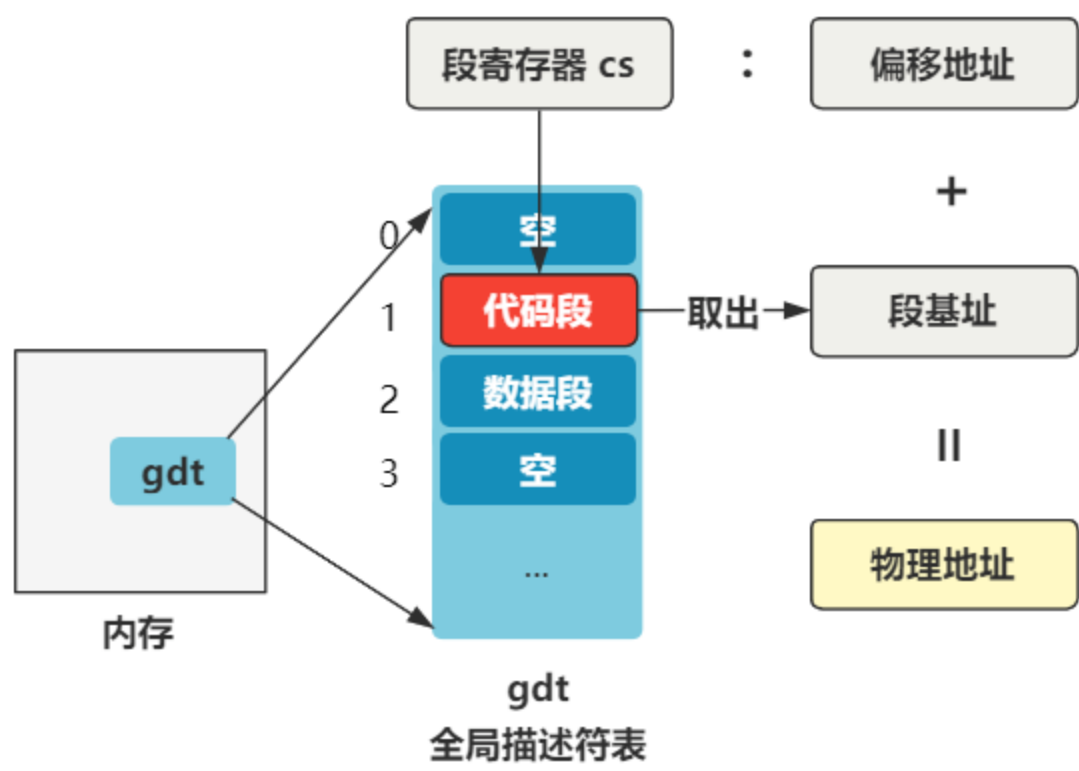 段寄存器 cs : 偏移地址
+
0 空
1 代码段 取出 段基址
2 数据段
=
gdt
3 空
...
物理地址
内存
gdt
全局描述符表